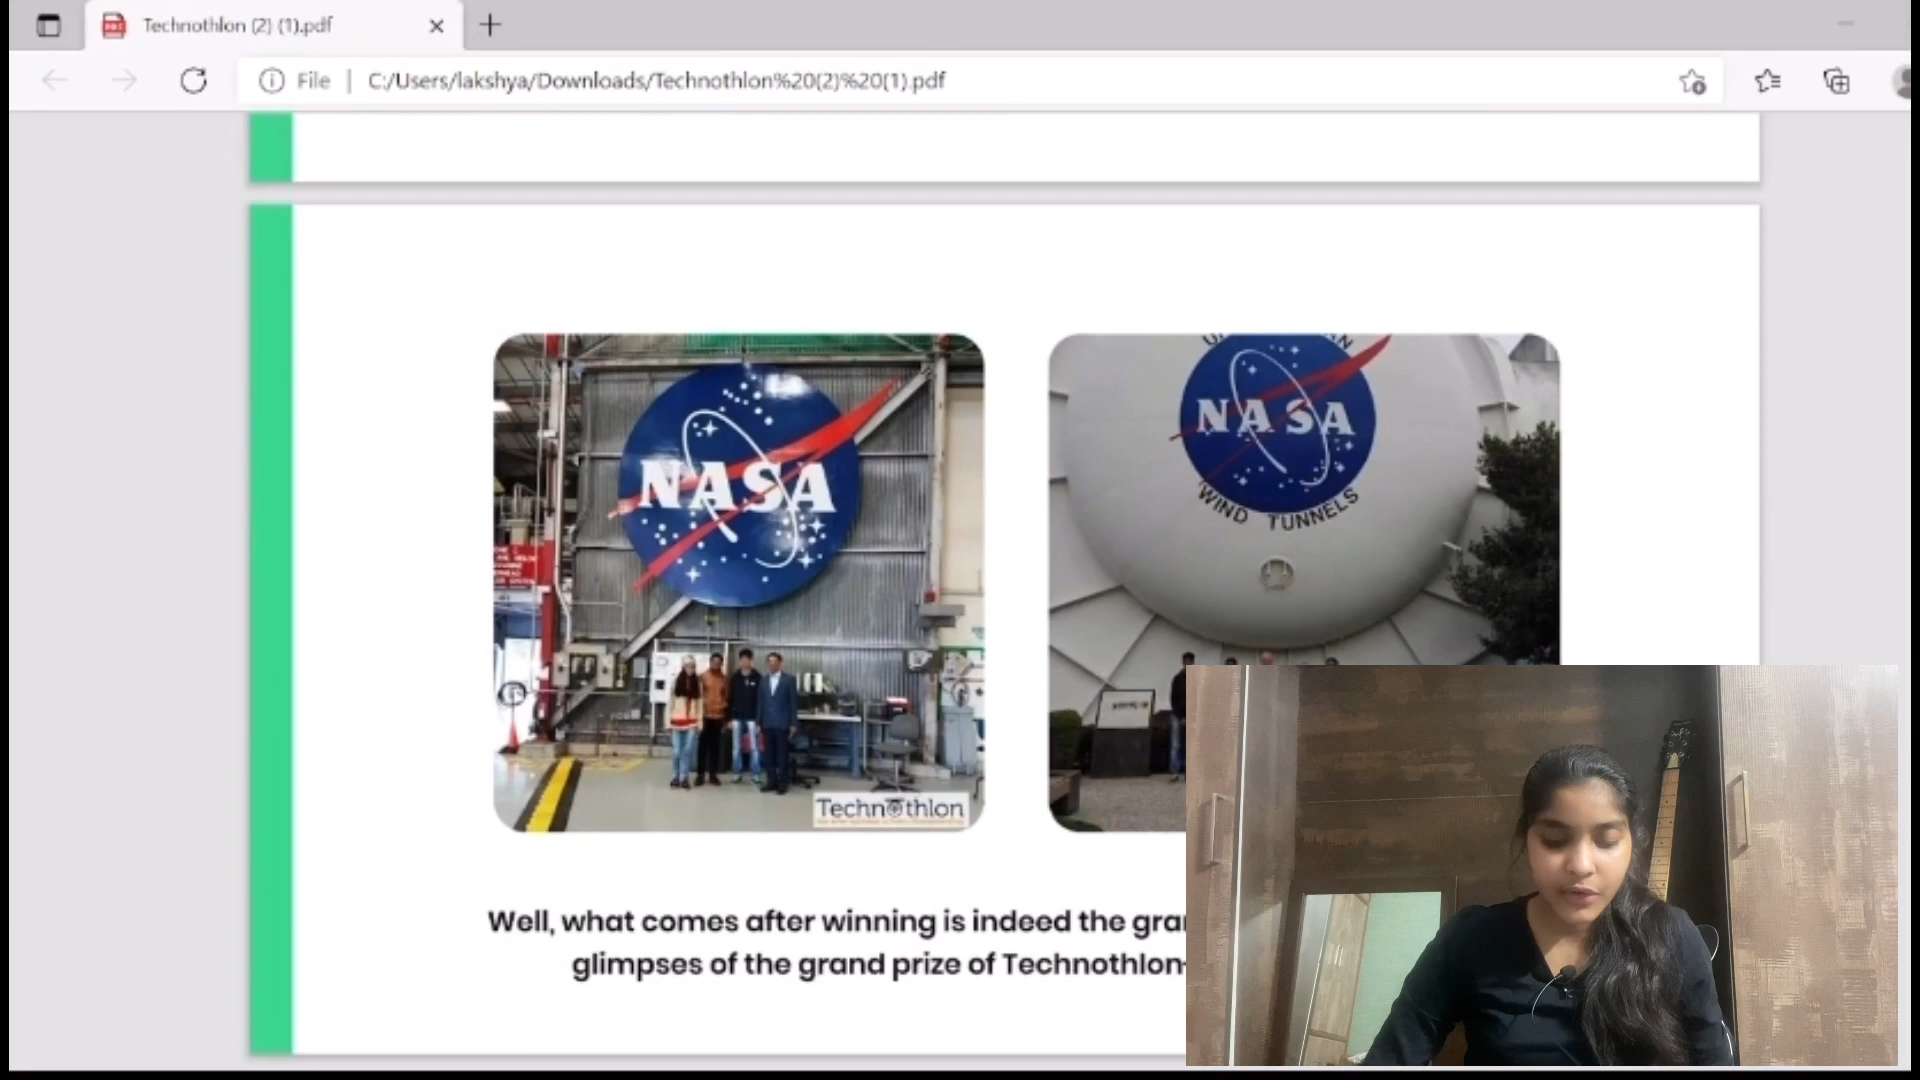 Technothlon (2) (1).pdf
File | C:/Users/lakshya/Downloads/Technothlon%20(2)%20(1).pdf
NASA
Technothlon
NASA
WIND TUNNELS
Well, what comes after winning is indeed the
glimpses of the grand prize of Technothlon-